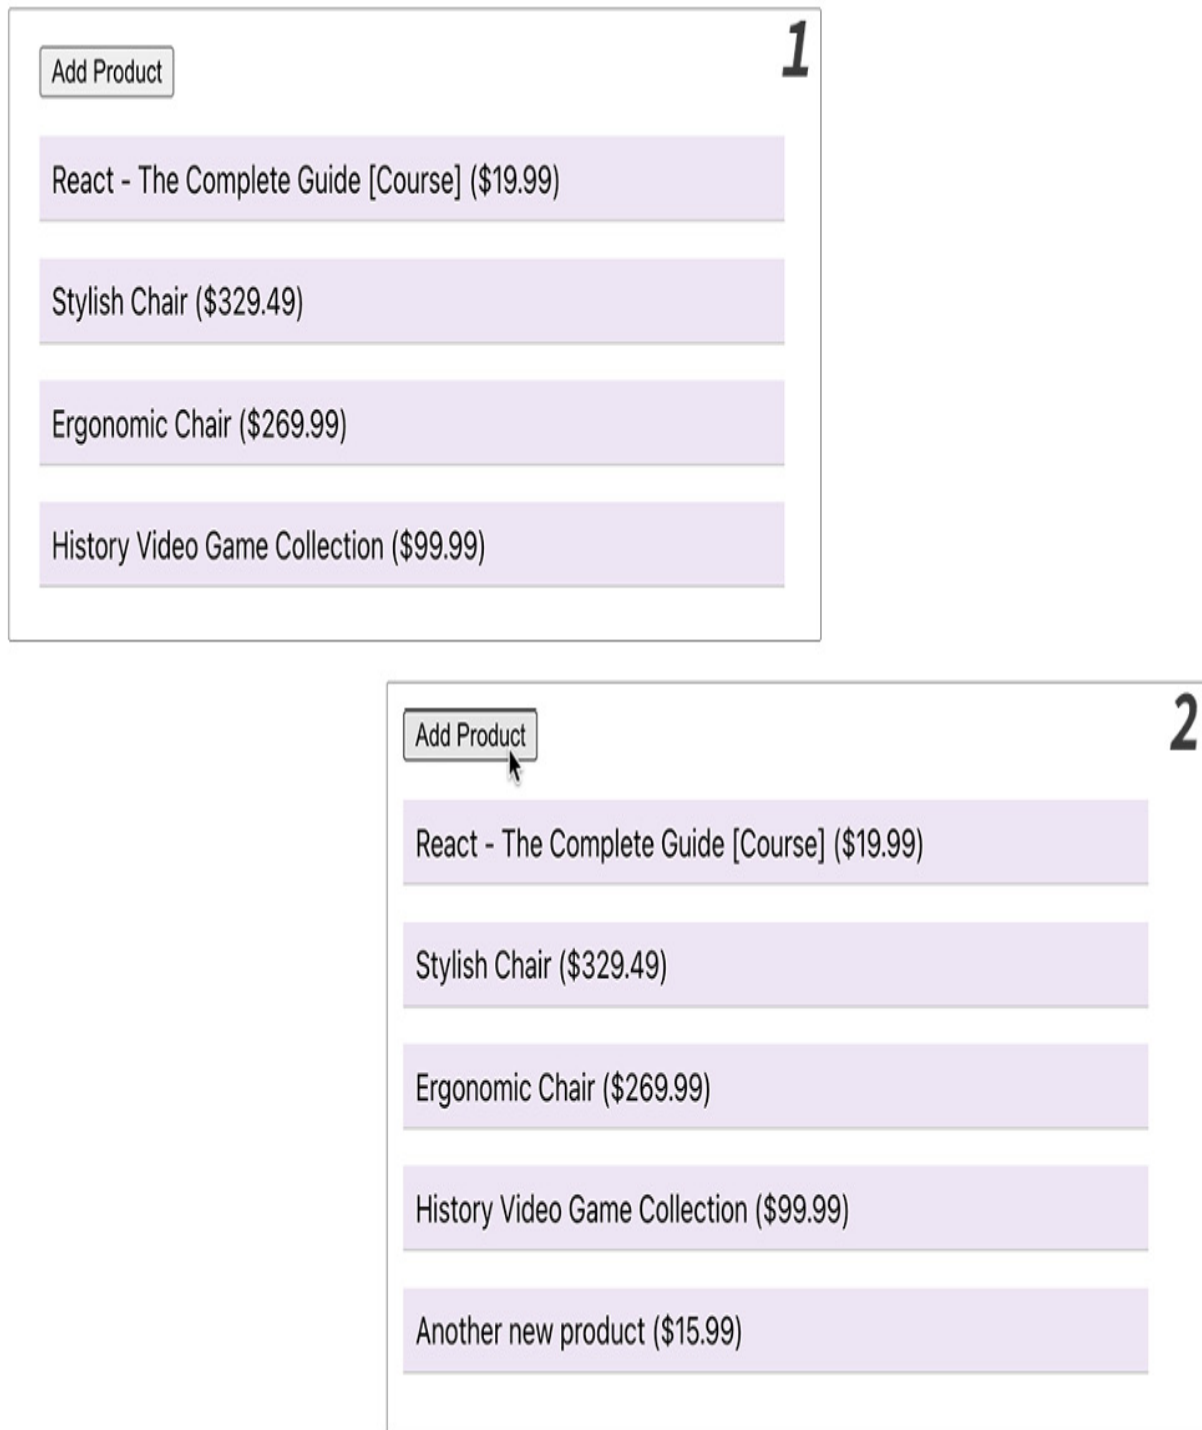 1
Add Product
React - The Complete Guide [Course] ($19.99)
Stylish Chair ($329.49)
Ergonomic Chair ($269.99)
History Video Game Collection ($99.99)
2
Add Product
React - The Complete Guide [Course] ($19.99)
Stylish Chair ($329.49)
Ergonomic Chair ($269.99)
History Video Game Collection ($99.99)
Another new product ($15.99)